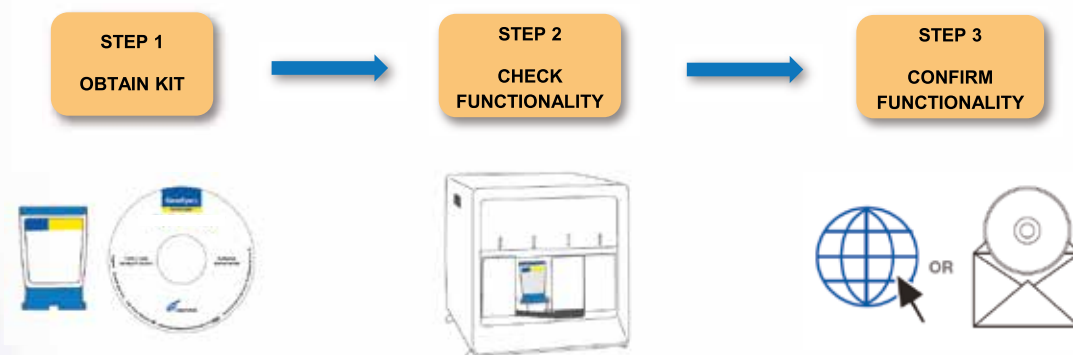 STEP 1
OBTAIN KIT
STEP 2
CHECK
FUNCTIONALITY
STEP 3
CONFIRM
FUNCTIONALITY
OR